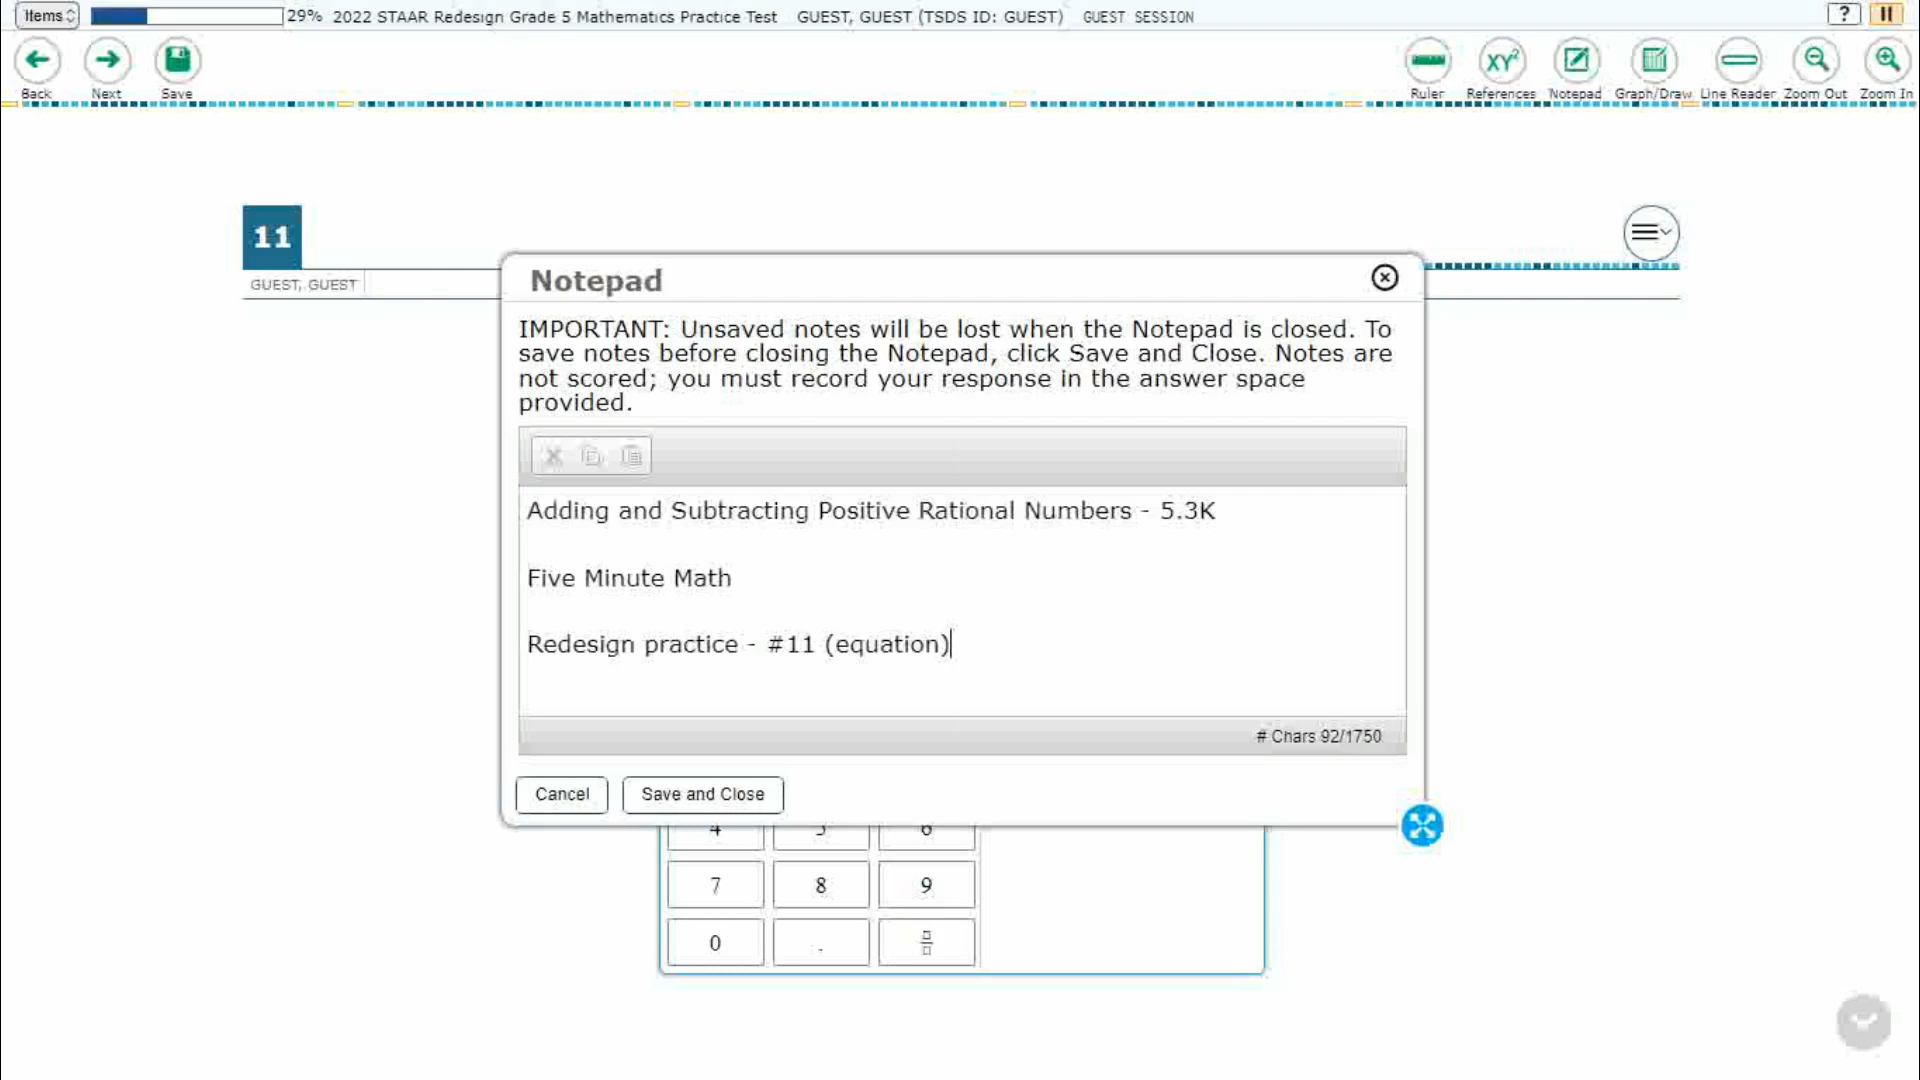 Items
29% 2022 STAAR Redesign Grade 5 Mathematics Practice Test GUEST, GUEST (TSDS ID: GUEST) GUEST SESSION
?
Back Next Save
XY²
Ruler References Notepad Graph/Draw Line Reader Zoom Out Zoom In
11
GUEST, GUEST
Notepad
IMPORTANT: Unsaved notes will be lost when the Notepad is closed. To
save notes before closing the Notepad, click Save and Close. Notes are
not scored; you must record your response in the answer space
provided.
Adding and Subtracting Positive Rational Numbers - 5.3K
Five Minute Math
Redesign practice - #11 (equation)
# Chars 92/1750
Cancel Save and Close
4 5 6
7 8 9
0 .